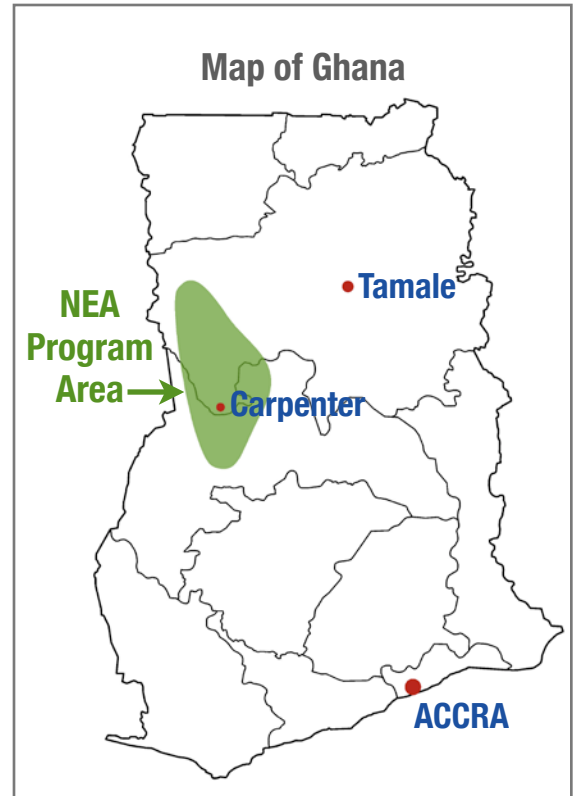 Map of Ghana
Tamale
NEA
Program
Area
Carpenter
ACCRA